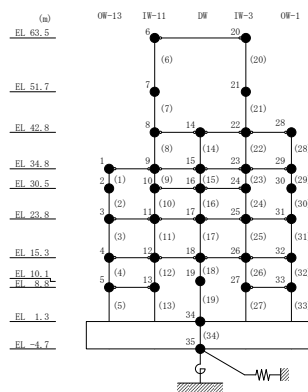 (m) OW-13 IW-11 DW IW-3 OW-1
EL 63.5 6 20
(6) (20)
EL 51.7 7 21
(7) (21)
EL 42.8 8 14 22 28
(8) (14) (22) (28)
EL 34.8 1 9 15 23 29
(1) (9) (15) (23) (29)
EL 30.5 2 10 16 24 30
(2) (10) (16) (24) (30)
EL 23.8 3 11 17 25 31
(3) (11) (17) (25) (31)
EL 15.3 4 12 18 26 32
(4) (12) (18) (26) (32)
EL 10.1 19
EL 8.8 5 13 27 33
(5) (13) (19) (27) (33)
EL 1.3 34
(34)
EL -4.7 35